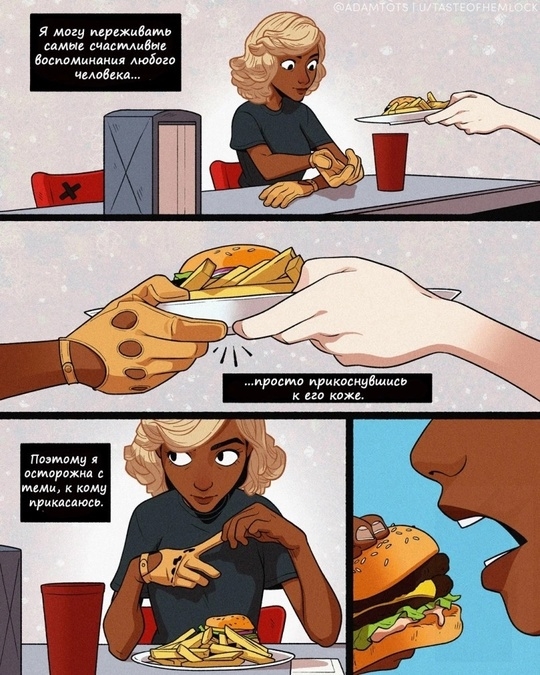 @ADAMTOTS | U/TASTEOFHEMLOCK
Я могу переживать
самые счастливые
воспоминания любого
человека...
...просто прикоснувшись
к его коже.
Поэтому я
осторожна с
теми, к кому
прикасаюсь.